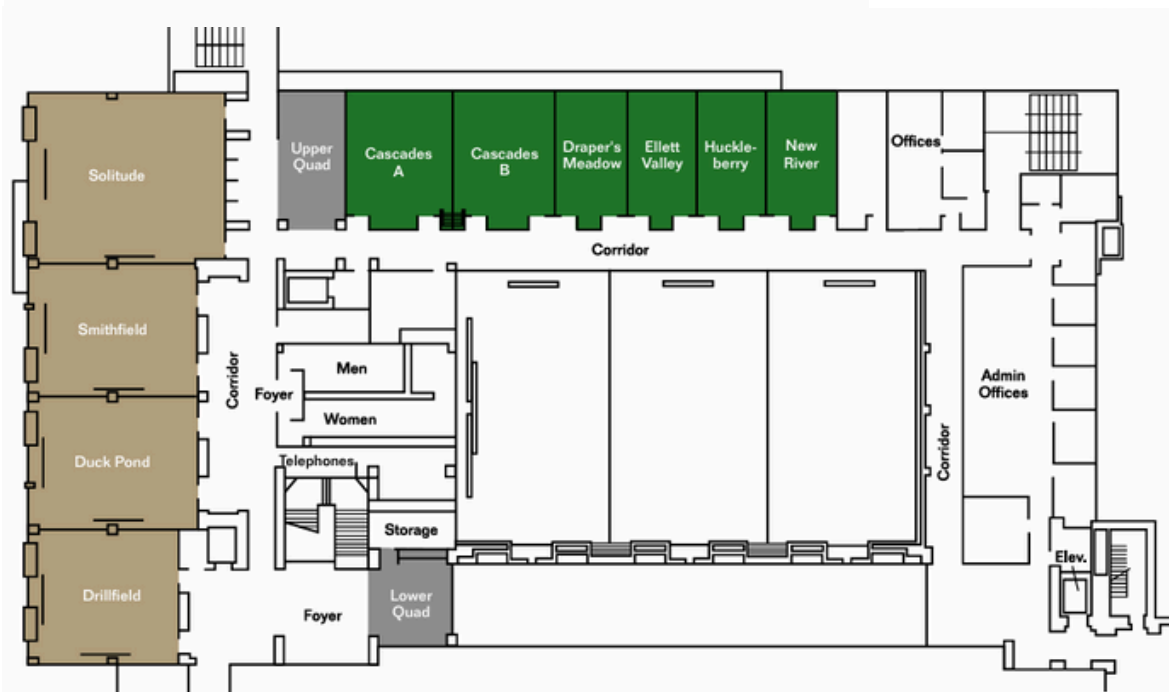 Upper
Quad
Cascades
A
Cascades
B
Draper's
Meadow
Ellett
Valley
Huckle-
berry
New
River
Offices
Solitude
Corridor
Smithfield
Corridor
Foyer
Men
Women
Admin
Offices
Duck Pond
Telephones
Corridor
Storage
Drillfield
Foyer
Lower
Quad
Elev.